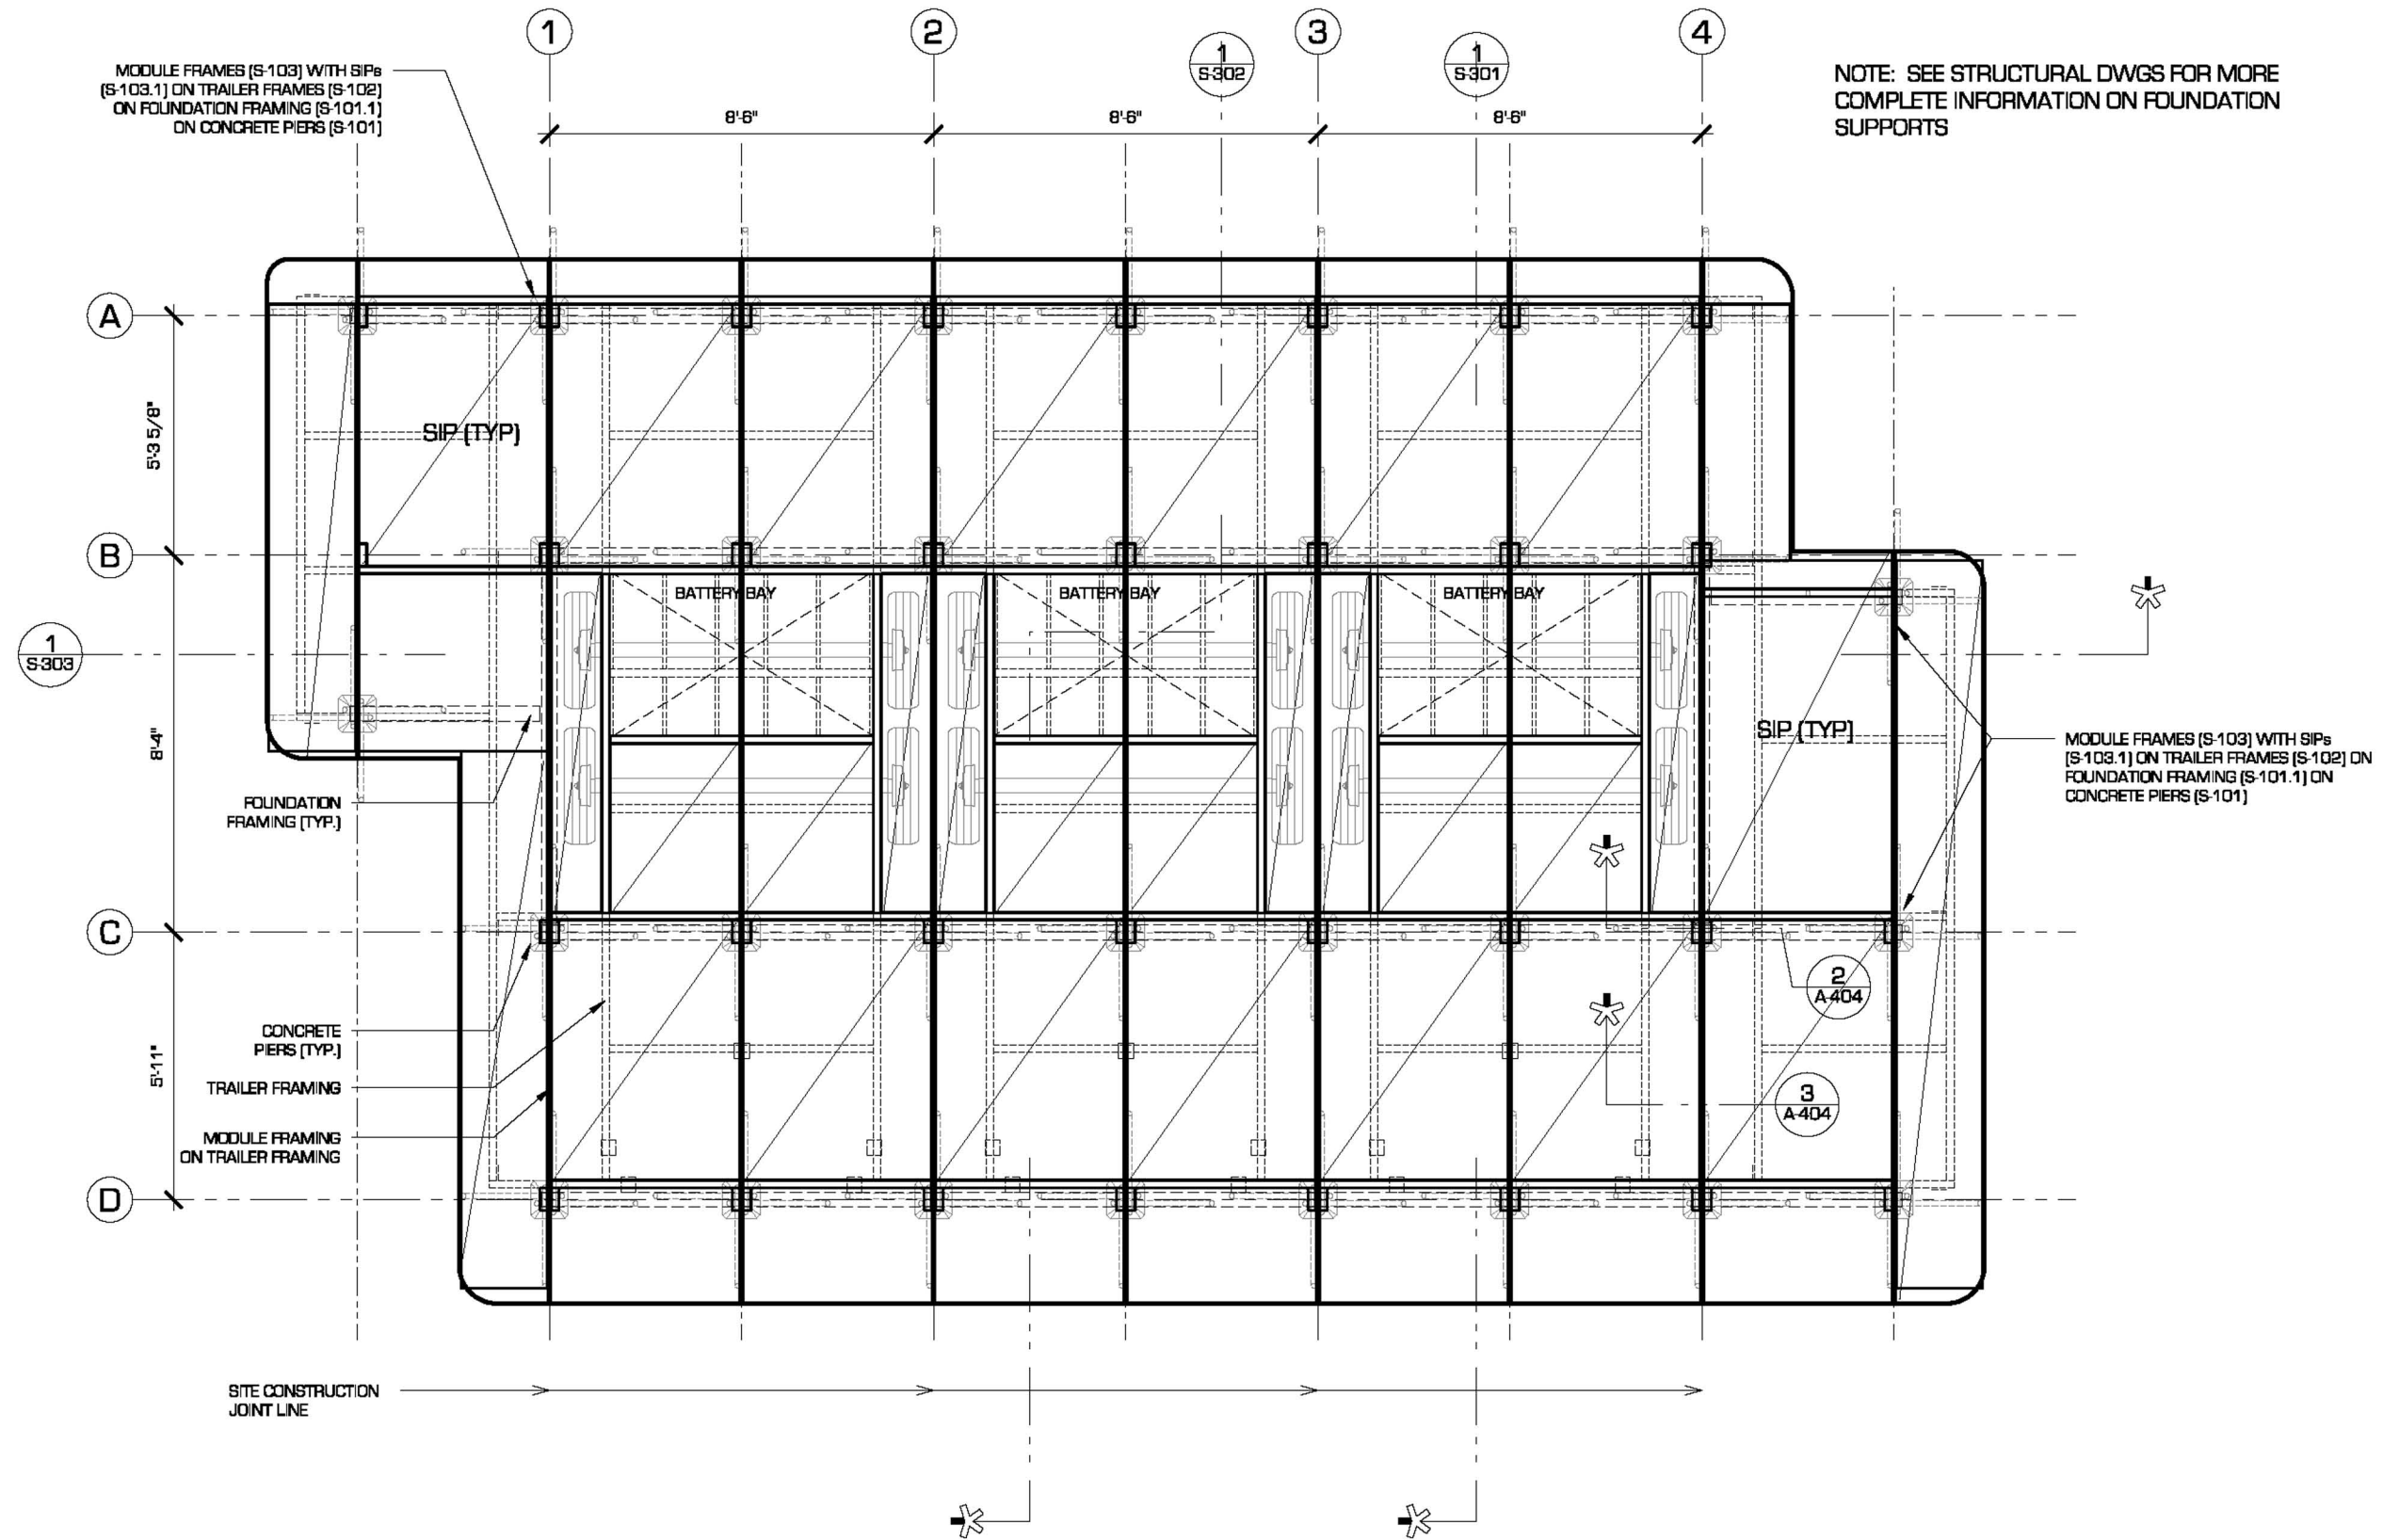 1
2
3
4
1
S-302
1
S-301
MODULE FRAMES (S-103) WITH SIPs
(S-103.1) ON TRAILER FRAMES (S-102)
ON FOUNDATION FRAMING (S-101.1)
ON CONCRETE PIERS (S-101)
NOTE: SEE STRUCTURAL DWGS FOR MORE
COMPLETE INFORMATION ON FOUNDATION
SUPPORTS
8'-6"
8'-6"
8'-6"
A
5'-3 5/8"
SIP (TYP)
B
BATTERY BAY
BATTERY BAY
BATTERY BAY
1
S-303
8'-4"
SIP (TYP)
MODULE FRAMES (S-103) WITH SIPs
(S-103.1) ON TRAILER FRAMES (S-102) ON
FOUNDATION FRAMING (S-101.1) ON
CONCRETE PIERS (S-101)
FOUNDATION
FRAMING (TYP.)
C
2
A-404
CONCRETE
PIERS (TYP.)
5'-11"
TRAILER FRAMING
3
A-404
MODULE FRAMING
ON TRAILER FRAMING
D
SITE CONSTRUCTION
JOINT LINE